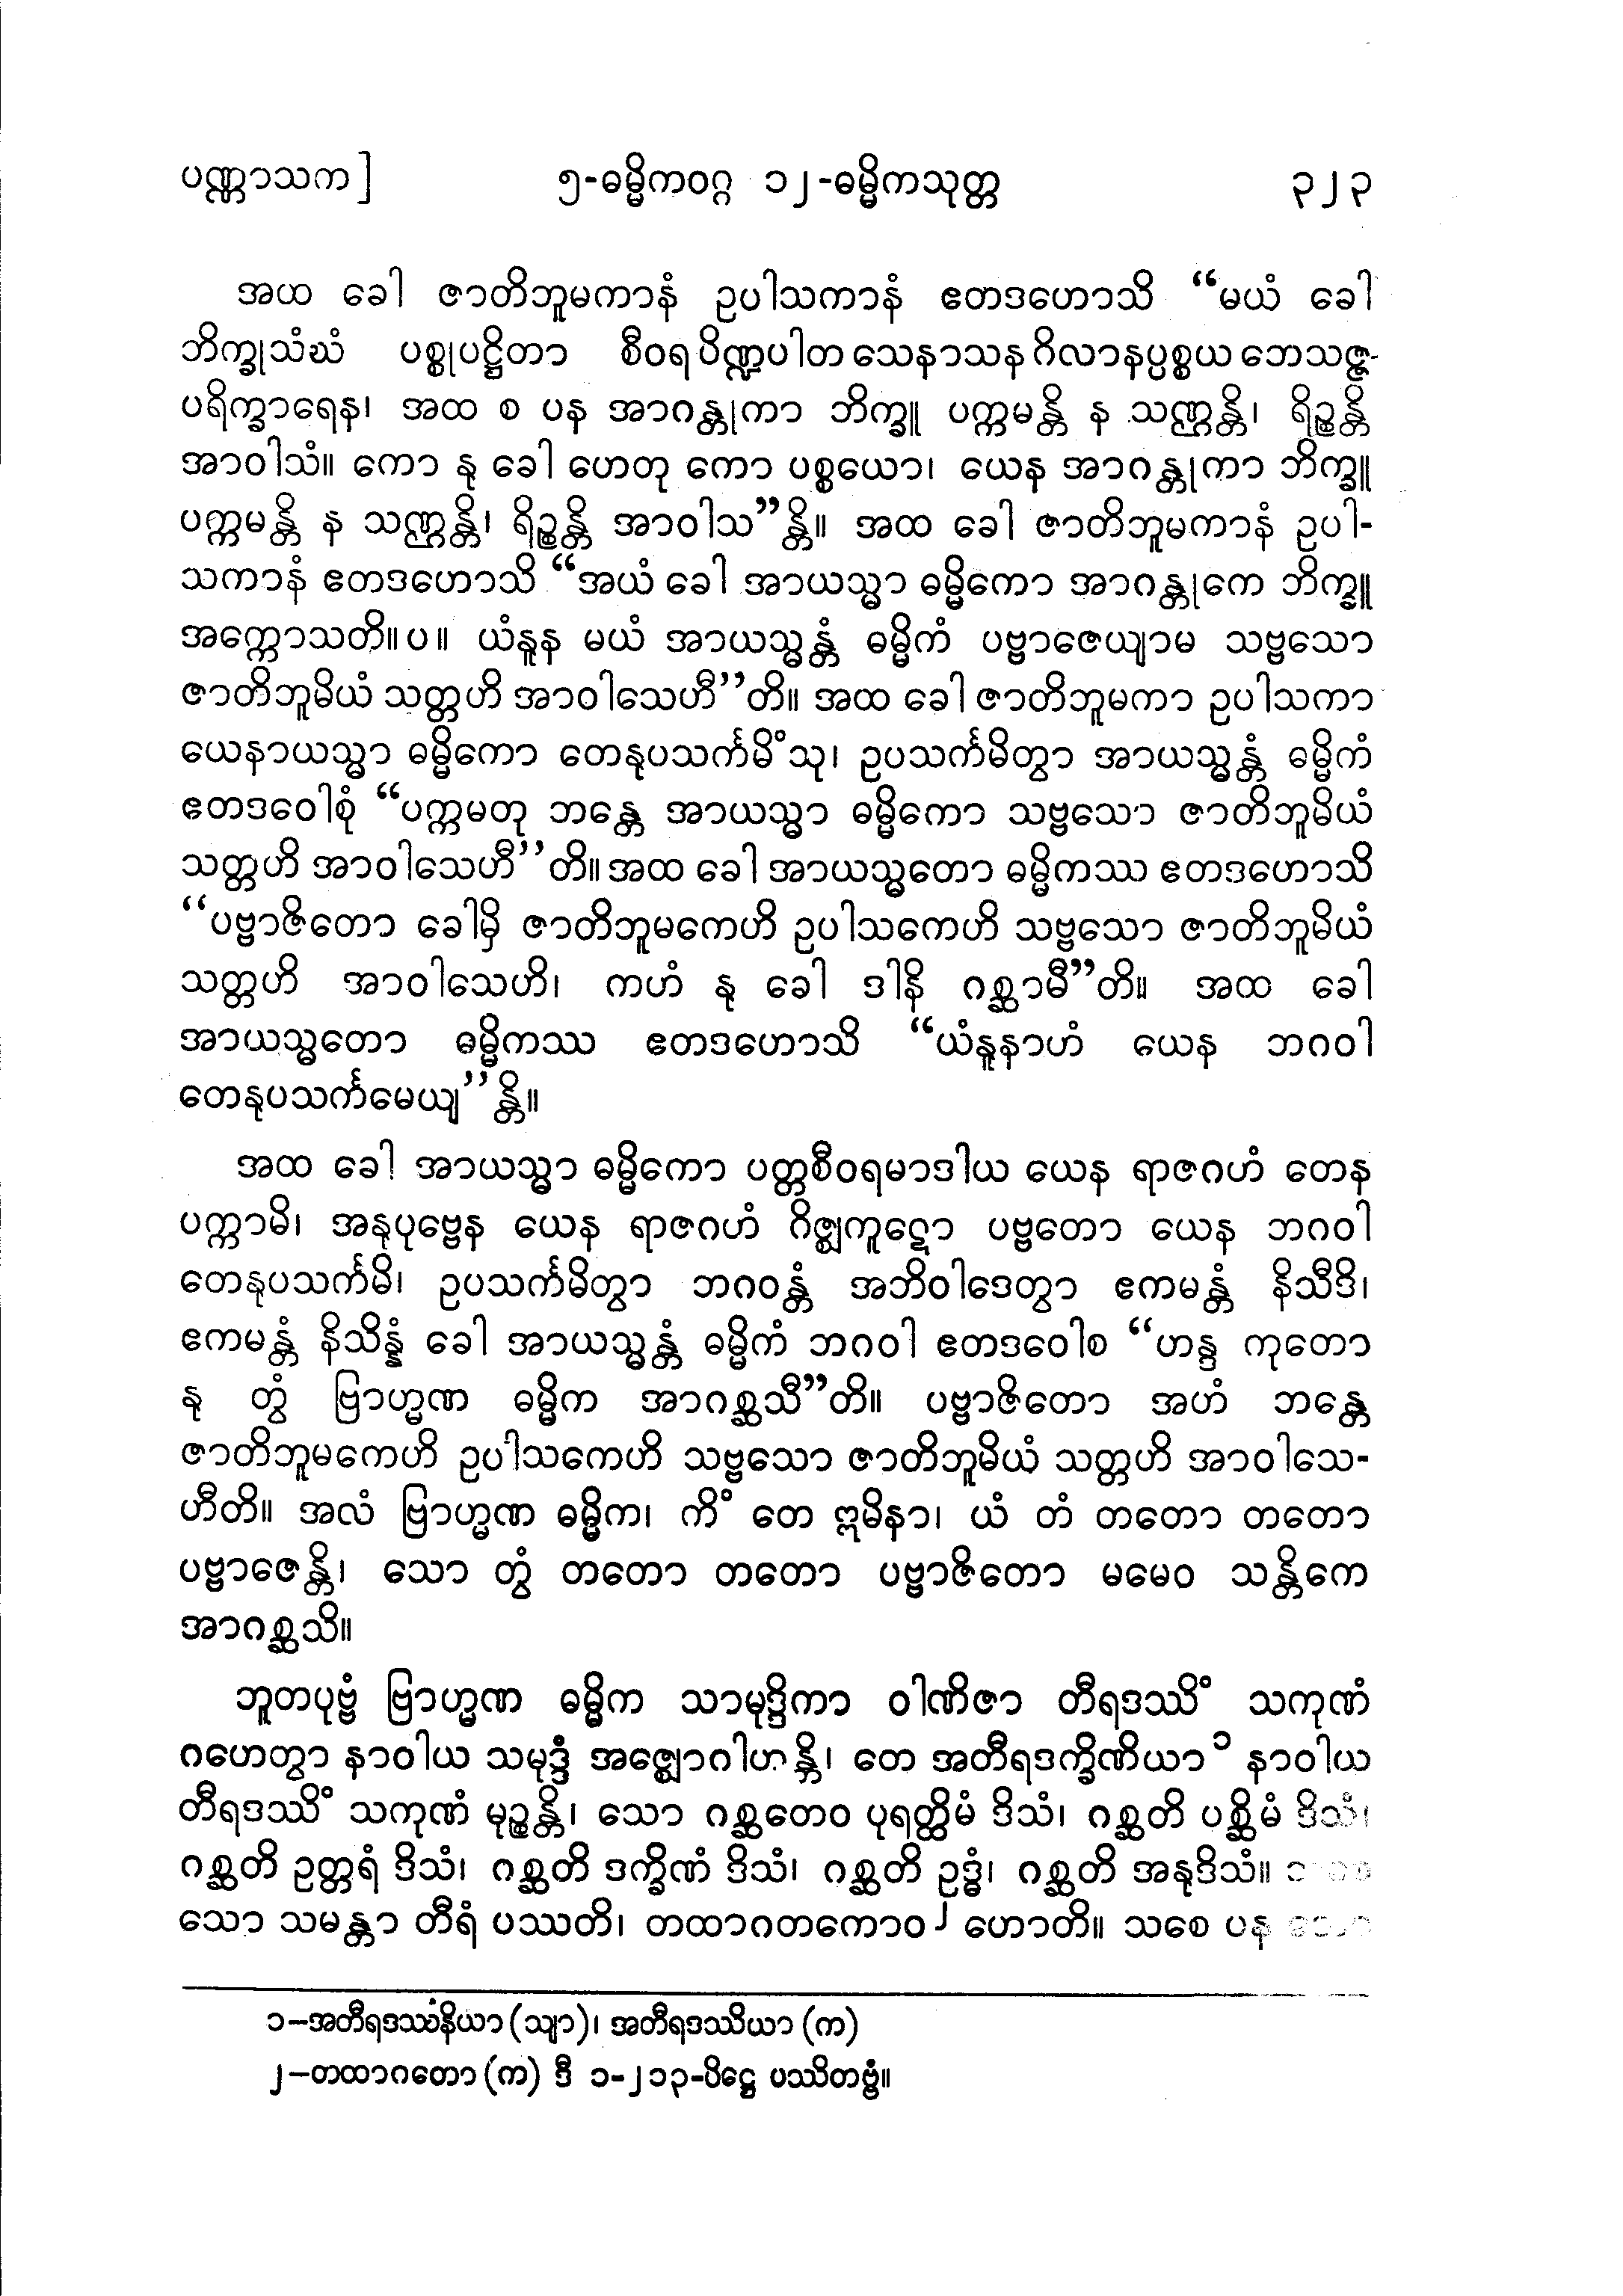 ပဏ္ဏာသက] ၅-ဓမ္မိကဝဂ္ဂ ၁၂-ဓမ္မိကသုတ္တ ၃၂၃
အထ ခေါ ဇာတိဘူမကာနံ ဥပါသကာနံ ဧတဒဟောသိ “မယံ ခေါ
ဘိက္ခုသံဃံ ပစ္စုပဋ္ဌိတာ စီဝရ ပိဏ္ဍပါတ သေနာသန ဂိလာနပ္ပစ္စယ ဘေသဇ္ဇ-
ပရိက္ခာရေန၊ အထ စ ပန အာဂန္တုကာ ဘိက္ခူ ပက္ကမန္တိ န သဏ္ဌန္တိ၊ ရိဉ္စန္တိ
အာဝါသံ။ ကော နု ခေါ ဟေတု ကော ပစ္စယော၊ ယေန အာဂန္တုကာ ဘိက္ခူ
ပက္ကမန္တိ န သဏ္ဌန္တိ၊ ရိဉ္စန္တိ အာဝါသ”န္တိ။ အထ ခေါ ဇာတိဘူမကာနံ ဥပါ-
သကာနံ ဧတဒဟောသိ “အယံ ခေါ အာယသ္မာ ဓမ္မိကော အာဂန္တုကေ ဘိက္ခူ
အက္ကောသတိ။ပ။ ယံနူန မယံ အာယသ္မန္တံ ဓမ္မိကံ ပဗ္ဗာဇေယျာမ သဗ္ဗသော
ဇာတိဘူမိယံ သတ္တဟိ အာဝါသေဟီ”တိ။ အထ ခေါ ဇာတိဘူမကာ ဥပါသကာ
ယေနာယသ္မာ ဓမ္မိကော တေနုပသင်္ကမိံသု၊ ဥပသင်္ကမိတွာ အာယသ္မန္တံ ဓမ္မိကံ
ဧတဒဝေါစုံ “ပက္ကမတု ဘန္တေ အာယသ္မာ ဓမ္မိကော သဗ္ဗသော ဇာတိဘူမိယံ
သတ္တဟိ အာဝါသေဟီ”တိ။ အထ ခေါ အာယသ္မတော ဓမ္မိကဿ ဧတဒဟောသိ
“ပဗ္ဗာဇိတော ခေါမှိ ဇာတိဘူမကေဟိ ဥပါသကေဟိ သဗ္ဗသော ဇာတိဘူမိယံ
သတ္တဟိ အာဝါသေဟိ၊ ကဟံ နု ခေါ ဒါနိ ဂစ္ဆာမီ”တိ။ အထ ခေါ
အာယသ္မတော ဓမ္မိကဿ ဧတဒဟောသိ “ယံနူနာဟံ ယေန ဘဂဝါ
တေနုပသင်္ကမေယျ”န္တိ။
အထ ခေါ အာယသ္မာ ဓမ္မိကော ပတ္တစီဝရမာဒါယ ယေန ရာဇဂဟံ တေန
ပက္ကာမိ၊ အနုပုဗ္ဗေန ယေန ရာဇဂဟံ ဂိဇ္ဈကူဋော ပဗ္ဗတော ယေန ဘဂဝါ
တေနုပသင်္ကမိ၊ ဥပသင်္ကမိတွာ ဘဂဝန္တံ အဘိဝါဒေတွာ ဧကမန္တံ နိသီဒိ၊
ဧကမန္တံ နိသိန္နံ ခေါ အာယသ္မန္တံ ဓမ္မိကံ ဘဂဝါ ဧတဒဝေါစ “ဟန္ဒ ကုတော
နု တွံ ဗြာဟ္မဏ ဓမ္မိက အာဂစ္ဆသီ”တိ။ ပဗ္ဗာဇိတော အဟံ ဘန္တေ
ဇာတိဘူမကေဟိ ဥပါသကေဟိ သဗ္ဗသော ဇာတိဘူမိယံ သတ္တဟိ အာဝါသေ-
ဟီတိ။ အလံ ဗြာဟ္မဏ ဓမ္မိက၊ ကိံ တေ ဣမိနာ၊ ယံ တံ တတော တတော
ပဗ္ဗာဇေန္တိ၊ သော တွံ တတော တတော ပဗ္ဗာဇိတော မမေဝ သန္တိကေ
အာဂစ္ဆသိ။
ဘူတပုဗ္ဗံ ဗြာဟ္မဏ ဓမ္မိက သာမုဒ္ဒိကာ ဝါဏိဇာ တီရဒဿိံ သကုဏံ
ဂဟေတွာ နာဝါယ သမုဒ္ဒံ အဇ္ဈောဂါဟန္တိ၊ တေ အတီရဒက္ခိဏိယာ ၁ နာဝါယ
တီရဒဿိံ သကုဏံ မုဉ္စန္တိ၊ သော ဂစ္ဆတေဝ ပုရတ္ထိမံ ဒိသံ၊ ဂစ္ဆတိ ပစ္ဆိမံ ဒိသံ၊
ဂစ္ဆတိ ဥတ္တရံ ဒိသံ၊ ဂစ္ဆတိ ဒက္ခိဏံ ဒိသံ၊ ဂစ္ဆတိ ဥဒ္ဓံ၊ ဂစ္ဆတိ အနုဒိသံ။
သော သမန္တာ တီရံ ပဿတိ၊ တထာဂတကောဝ ၂ ဟောတိ။ သစေ ပန
၁–အတီရဒဿနိယာ (သျာ)၊ အတီရဒဿိယာ (က)
၂–တထာဂတော (က) ဒီ ၁-၂၁၃-ပိဋ္ဌေ ပဿိတဗ္ဗံ။